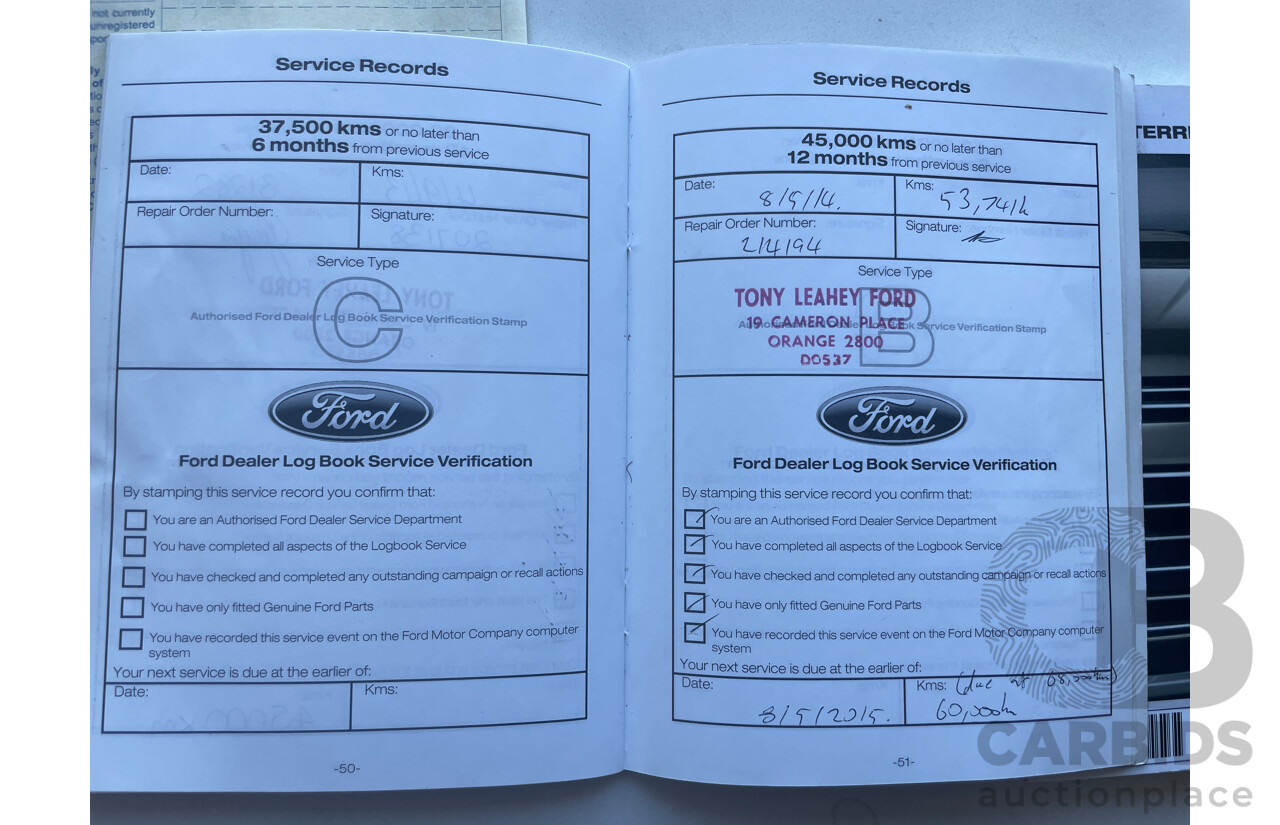 not currently
unregistered
Service Records
37,500 kms or no later than
6 months from previous service
Date:
Kms:
Repair Order Number:
Signature:
Service Type
C
Authorised Ford Dealer Log Book Service Verification Stamp
Ford
Ford Dealer Log Book Service Verification
By stamping this service record you confirm that:
You are an Authorised Ford Dealer Service Department
You have completed all aspects of the Logbook Service
You have checked and completed any outstanding campaign or recall actions
You have only fitted Genuine Ford Parts
You have recorded this service event on the Ford Motor Company computer
system
Your next service is due at the earlier of:
Date:
Kms:
-50-
Service Records
45,000 kms or no later than
12 months from previous service
Date: 8/5/14.
Kms: 53,741k
Repair Order Number:
214194
Signature:
Service Type
TONY LEAHEY FORD
19 CAMERON PLACE
ORANGE 2800
D0537
B
Book Service Verification Stamp
Ford
Ford Dealer Log Book Service Verification
By stamping this service record you confirm that:
You are an Authorised Ford Dealer Service Department
You have completed all aspects of the Logbook Service
You have checked and completed any outstanding campaign or recall actions
You have only fitted Genuine Ford Parts
You have recorded this service event on the Ford Motor Company computer
system
Your next service is due at the earlier of:
Date: 8/5/2015.
Kms: (due at 68,000km)
60,000k
-51-
TERRI
CARBIDS
auctionplace